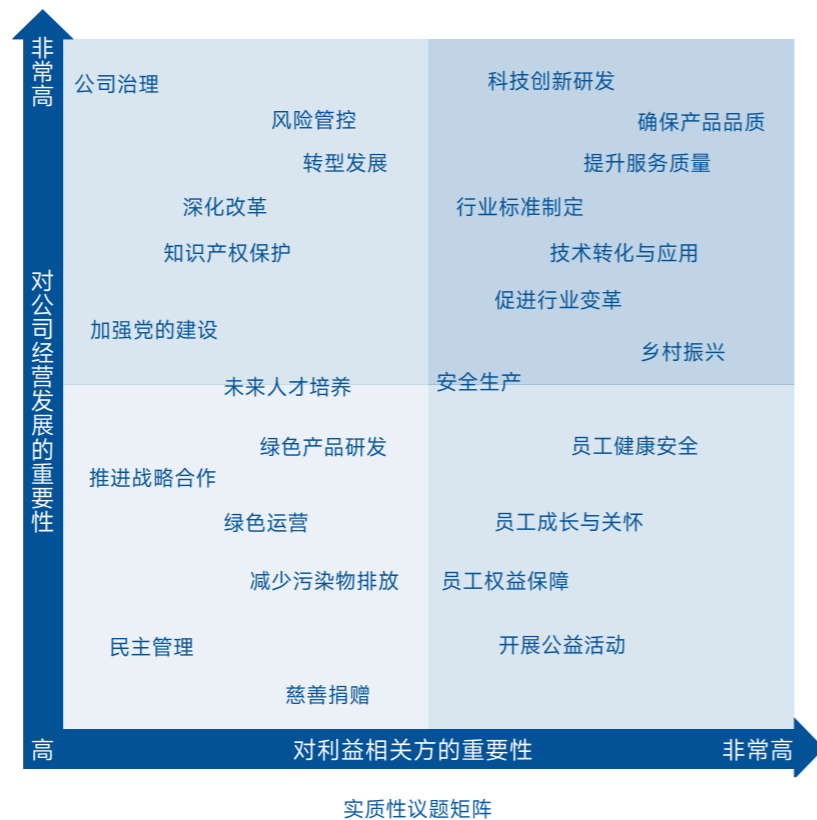 非常高
公司治理
科技创新研发
风险管控
确保产品品质
转型发展
提升服务质量
深化改革
行业标准制定
知识产权保护
技术转化与应用
对公司经营发展的重要性
促进行业变革
加强党的建设
乡村振兴
未来人才培养
安全生产
绿色产品研发
员工健康安全
推进战略合作
绿色运营
员工成长与关怀
减少污染物排放
员工权益保障
民主管理
开展公益活动
慈善捐赠
高
对利益相关方的重要性
非常高
实质性议题矩阵